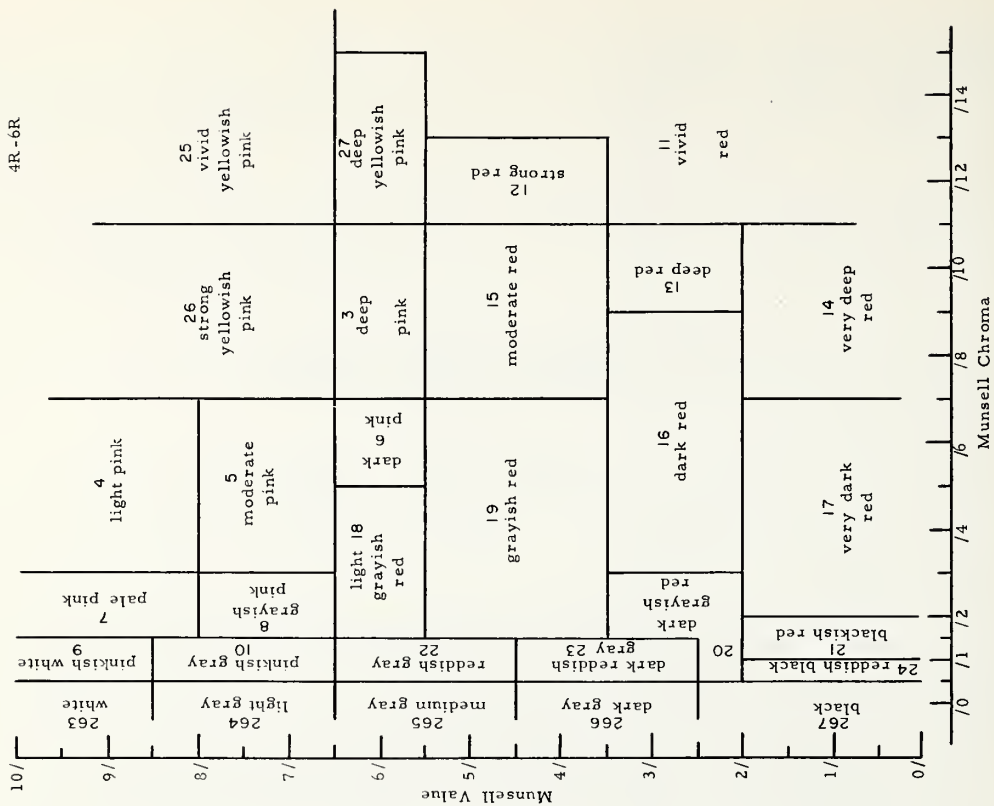 4R-6R
Munsell Value
10/
9/
8/
7/
6/
5/
4/
3/
2/
1/
0/
263
white
264
light gray
265
medium gray
266
dark gray
267
black
9
pinkish white
10
pinkish gray
22
reddish gray
dark reddish
gray 23
20
dark
grayish
red
24 reddish black
21
blackish red
7
pale pink
8
grayish
pink
4
light pink
5
moderate
pink
light 18
grayish
red
dark
6
pink
19
grayish red
16
dark red
17
very dark
red
26
strong
yellowish
pink
3
deep
pink
15
moderate red
13
deep red
14
very deep
red
25
vivid
yellowish
pink
27
deep
yellowish
pink
12
strong red
11
vivid
red
/0
/1
/2
/4
/6
/8
/10
/12
/14
Munsell Chroma